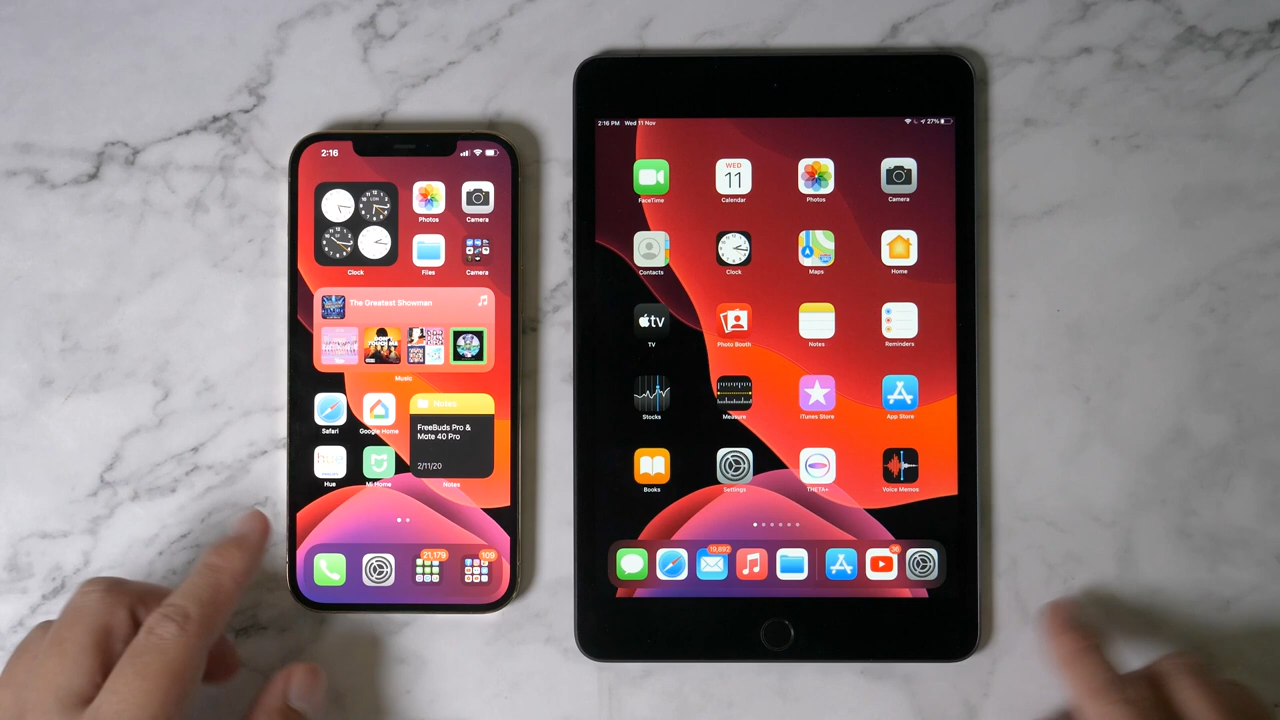 2:16
Clock
Photos
Camera
Files
Camera
The Greatest Showman
Music
Safari
Google Home
Notes
FreeBuds Pro &
Mate 40 Pro
2/11/20
hue
Hue
Mi Home
Notes
21,179
109
2:16 PM Wed 11 Nov
27%
WED
11
FaceTime
Calendar
Photos
Camera
Contacts
Clock
Maps
Home
tv
TV
Photo Booth
Notes
Reminders
Stocks
Measure
iTunes Store
App Store
Books
Settings
THETA+
Voice Memos
19,892